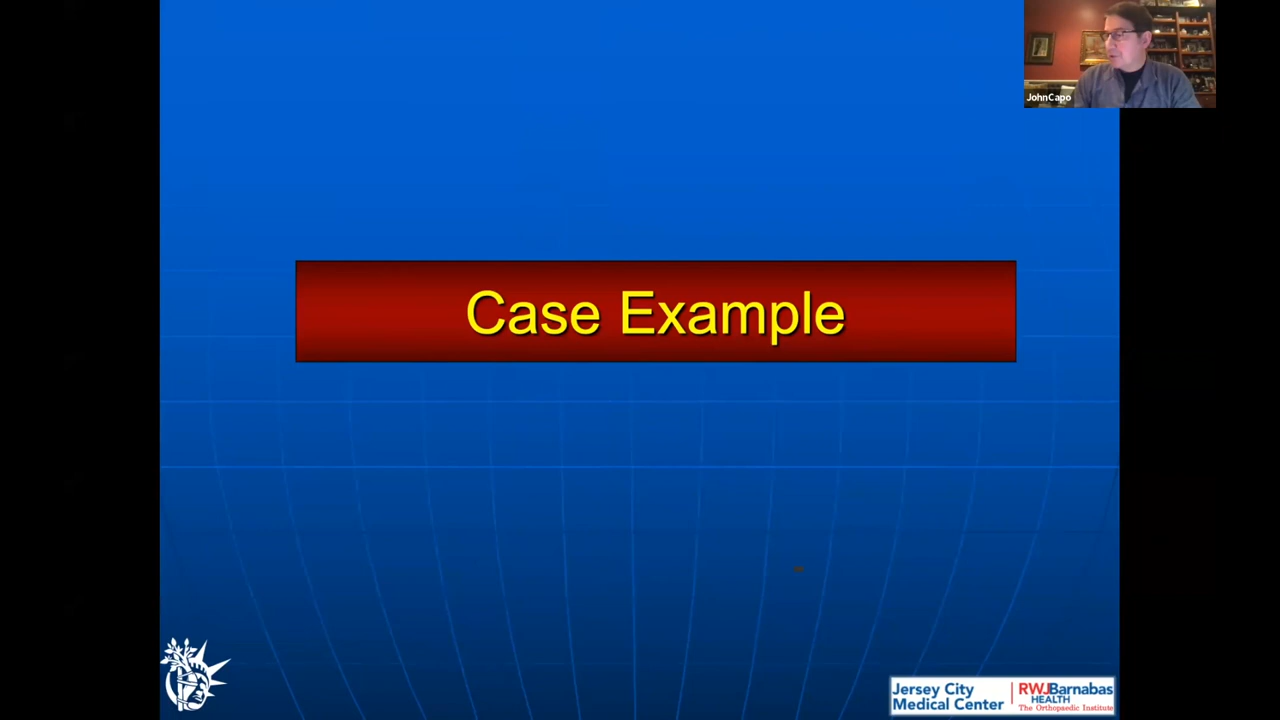 JohnCapo
Case Example
Jersey City
Medical Center
RWJBarnabas
HEALTH
The Orthopaedic Institute